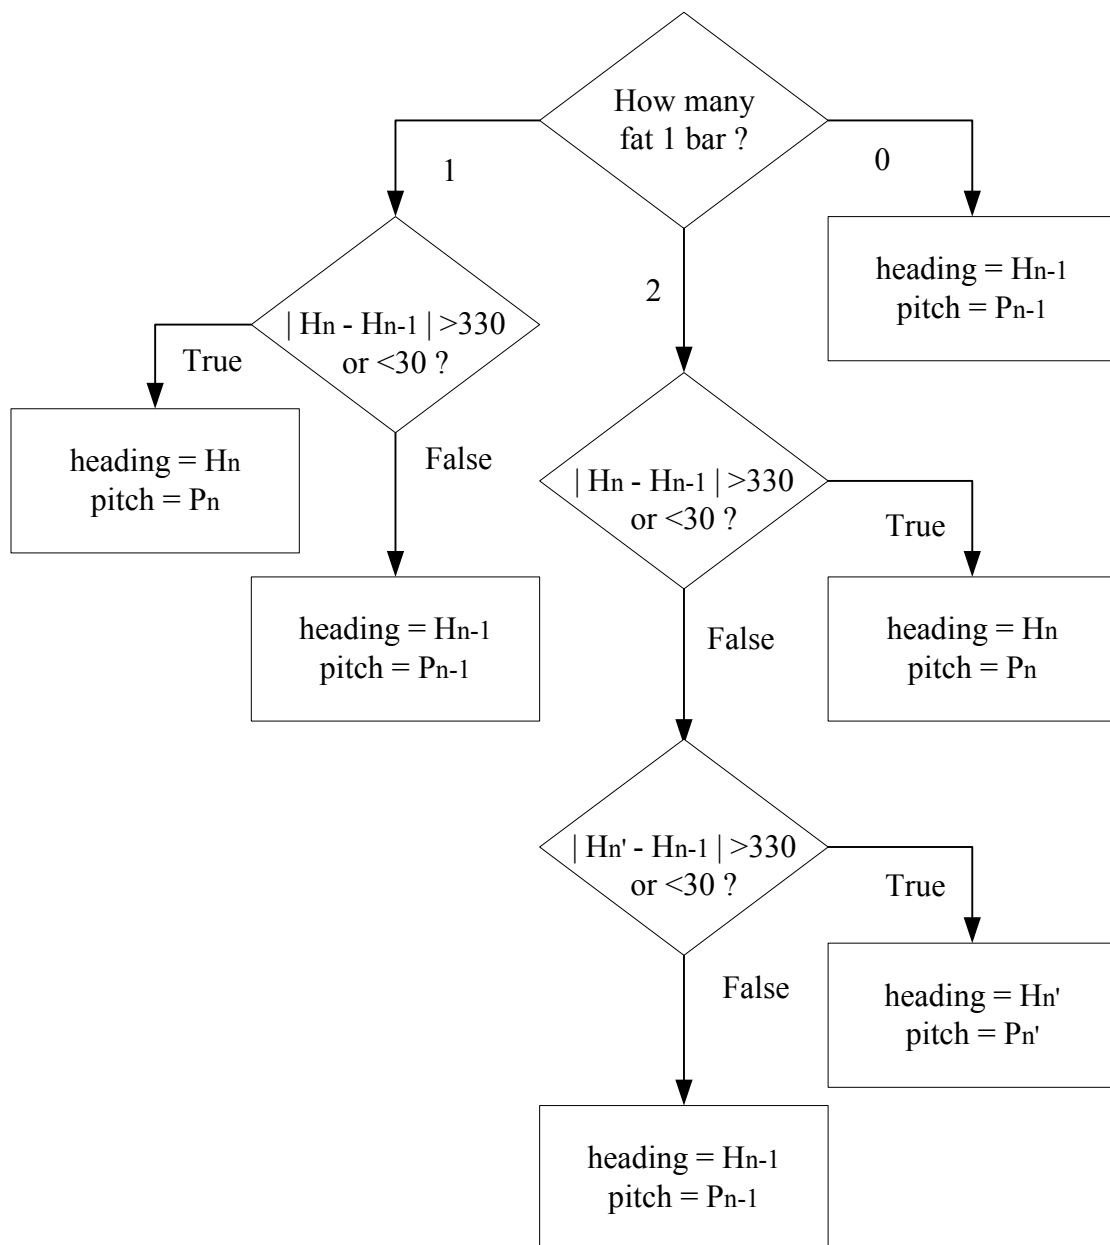 How many
fat 1 bar ?
1
0
2
heading = Hn-1
pitch = Pn-1
| Hn - Hn-1 | >330
or <30 ?
True
False
heading = Hn
pitch = Pn
heading = Hn-1
pitch = Pn-1
| Hn - Hn-1 | >330
or <30 ?
True
False
heading = Hn
pitch = Pn
| Hn' - Hn-1 | >330
or <30 ?
True
False
heading = Hn'
pitch = Pn'
heading = Hn-1
pitch = Pn-1